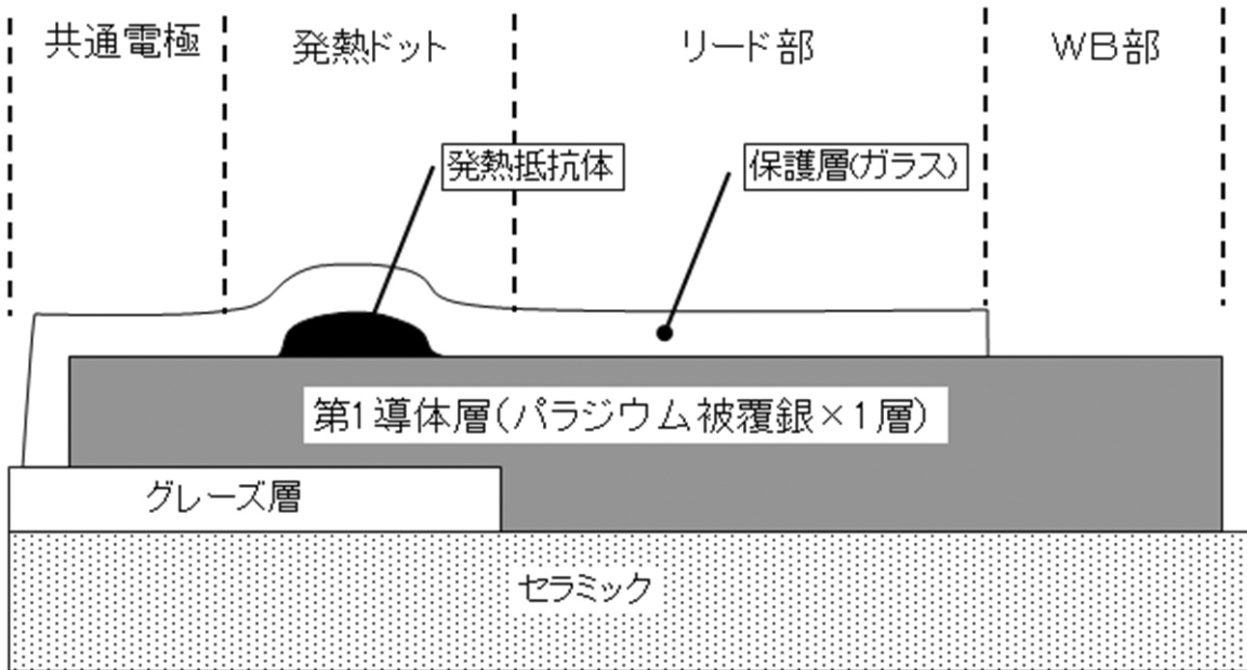 共通電極
発熱ドット
リード部
WB部
発熱抵抗体
保護層(ガラス)
第1導体層(パラジウム被覆銀×1層)
グレーズ層
セラミック